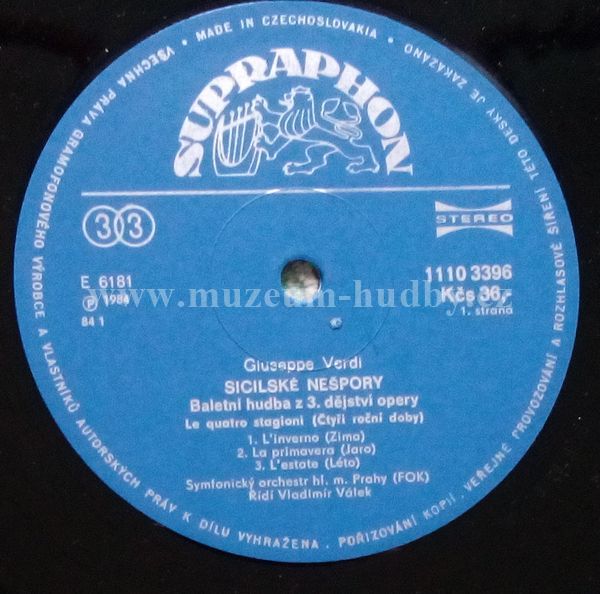 VŠECHNA PRÁVA GRAMOFONOVÉHO VÝROBCE A VLASTNÍKŮ AUTORSKÝCH PRÁV K DÍLU VYHRAŽENA . POŘIZOVÁNÍ KOPIÍ . VEŘEJNÉ PROVOZOVÁNÍ A ROZHLASOVÉ ŠÍŘENÍ TÉTO DESKY JE ZAKÁZÁNO • MADE IN CZECHOSLOVAKIA •
SUPRAPHON
33
STEREO
E 6181
1110 3396
Ⓟ 1984
Kčs 36,-
84 1
1. strana
www.muzeum-hudby.cz
Giuseppe Verdi
SICILSKÉ NEŠPORY
Baletní hudba z 3. dějství opery
Le quatro stagioni (Čtyři roční doby)
1. L'inverno (Zima)
2. La primavera (Jaro)
3. L'estate (Léto)
Symfonický orchestr hl. m. Prahy (FOK)
Řídí Vladimír Válek